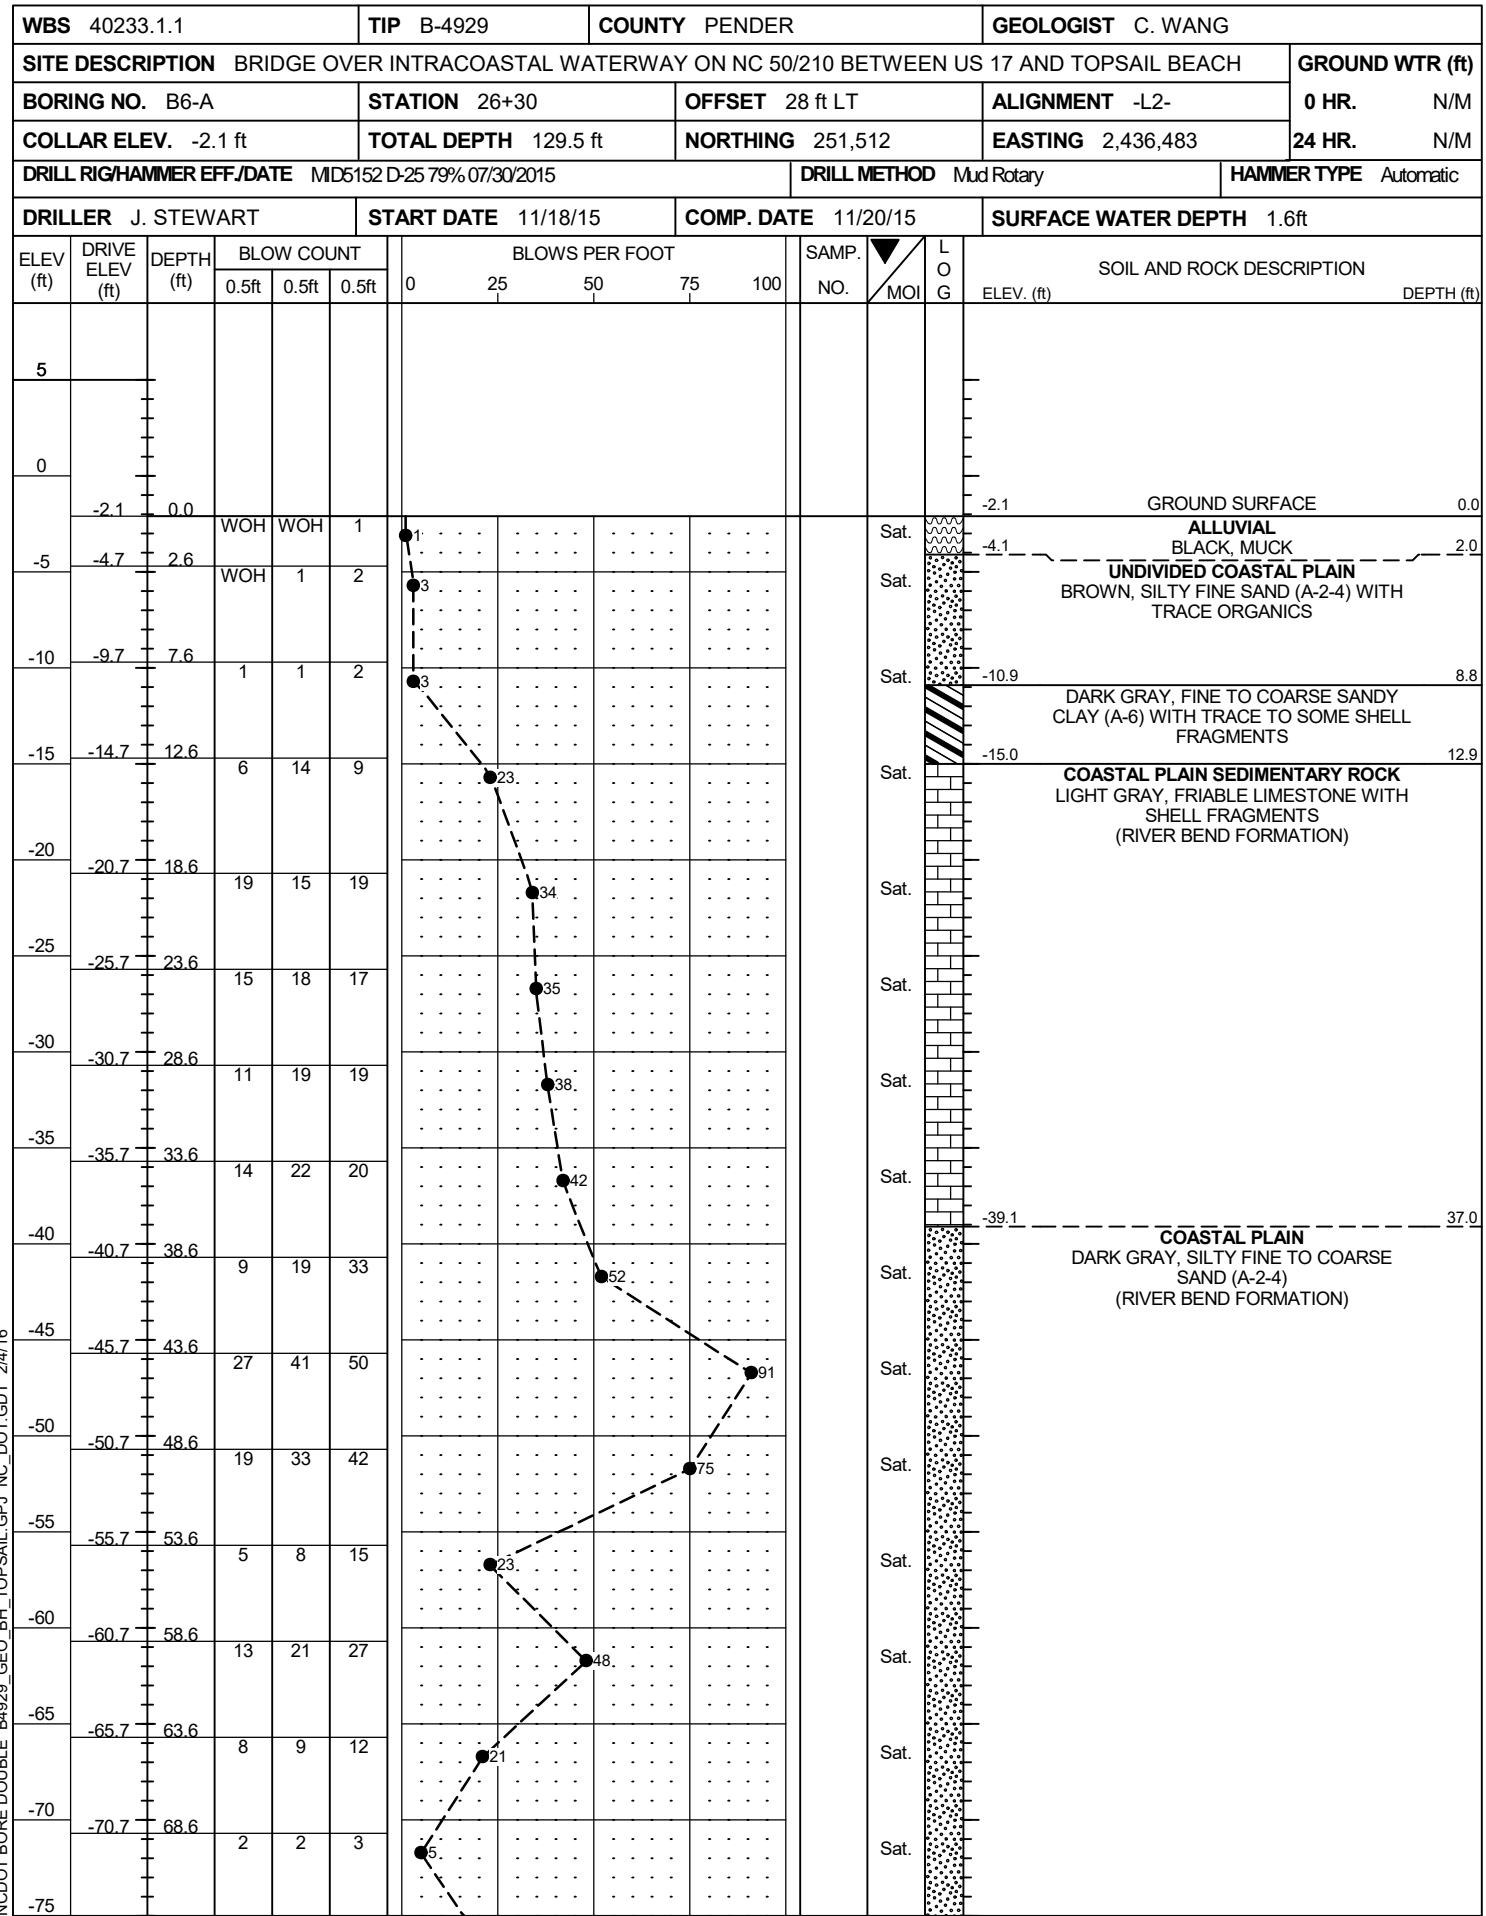 WBS 40233.1.1 TIP B-4929 COUNTY PENDER GEOLOGIST C. WANG
SITE DESCRIPTION BRIDGE OVER INTRACOASTAL WATERWAY ON NC 50/210 BETWEEN US 17 AND TOPSAIL BEACH GROUND WTR (ft)
BORING NO. B6-A STATION 26+30 OFFSET 28 ft LT ALIGNMENT -L2- 0 HR. N/M
COLLAR ELEV. -2.1 ft TOTAL DEPTH 129.5 ft NORTHING 251,512 EASTING 2,436,483 24 HR. N/M
DRILL RIG/HAMMER EFF./DATE MID5152 D-25 79% 07/30/2015 DRILL METHOD Mud Rotary HAMMER TYPE Automatic
DRILLER J. STEWART START DATE 11/18/15 COMP. DATE 11/20/15 SURFACE WATER DEPTH 1.6ft
ELEV (ft) DRIVE ELEV (ft) DEPTH (ft) BLOW COUNT BLOWS PER FOOT SAMP. NO. MOI LOG SOIL AND ROCK DESCRIPTION
0.5ft 0.5ft 0.5ft 0 25 50 75 100 ELEV. (ft) DEPTH (ft)
5
0
-2.1 0.0 -2.1 GROUND SURFACE 0.0
WOH WOH 1 1 Sat. ALLUVIAL
BLACK, MUCK
-4.1 2.0
-5 -4.7 2.6
UNDIVIDED COASTAL PLAIN
WOH 1 2 3 Sat. BROWN, SILTY FINE SAND (A-2-4) WITH
TRACE ORGANICS
-10 -9.7 7.6
1 1 2 3 Sat. -10.9 8.8
DARK GRAY, FINE TO COARSE SANDY
CLAY (A-6) WITH TRACE TO SOME SHELL
FRAGMENTS
-15 -14.7 12.6 -15.0 12.9
6 14 9 23 Sat. COASTAL PLAIN SEDIMENTARY ROCK
LIGHT GRAY, FRIABLE LIMESTONE WITH
SHELL FRAGMENTS
(RIVER BEND FORMATION)
-20 -20.7 18.6
19 15 19 34 Sat.
-25 -25.7 23.6
15 18 17 35 Sat.
-30 -30.7 28.6
11 19 19 38 Sat.
-35 -35.7 33.6
14 22 20 42 Sat.
-39.1 37.0
-40 -40.7 38.6 COASTAL PLAIN
9 19 33 52 Sat. DARK GRAY, SILTY FINE TO COARSE
SAND (A-2-4)
(RIVER BEND FORMATION)
-45 -45.7 43.6
27 41 50 91 Sat.
-50 -50.7 48.6
19 33 42 75 Sat.
-55 -55.7 53.6
5 8 15 23 Sat.
-60 -60.7 58.6
13 21 27 48 Sat.
-65 -65.7 63.6
8 9 12 21 Sat.
-70 -70.7 68.6
2 2 3 5 Sat.
-75
NCDOT BORE DOUBLE B4929_GEO_BH_TOPSAIL.GPJ NC_DOT.GDT 2/4/16